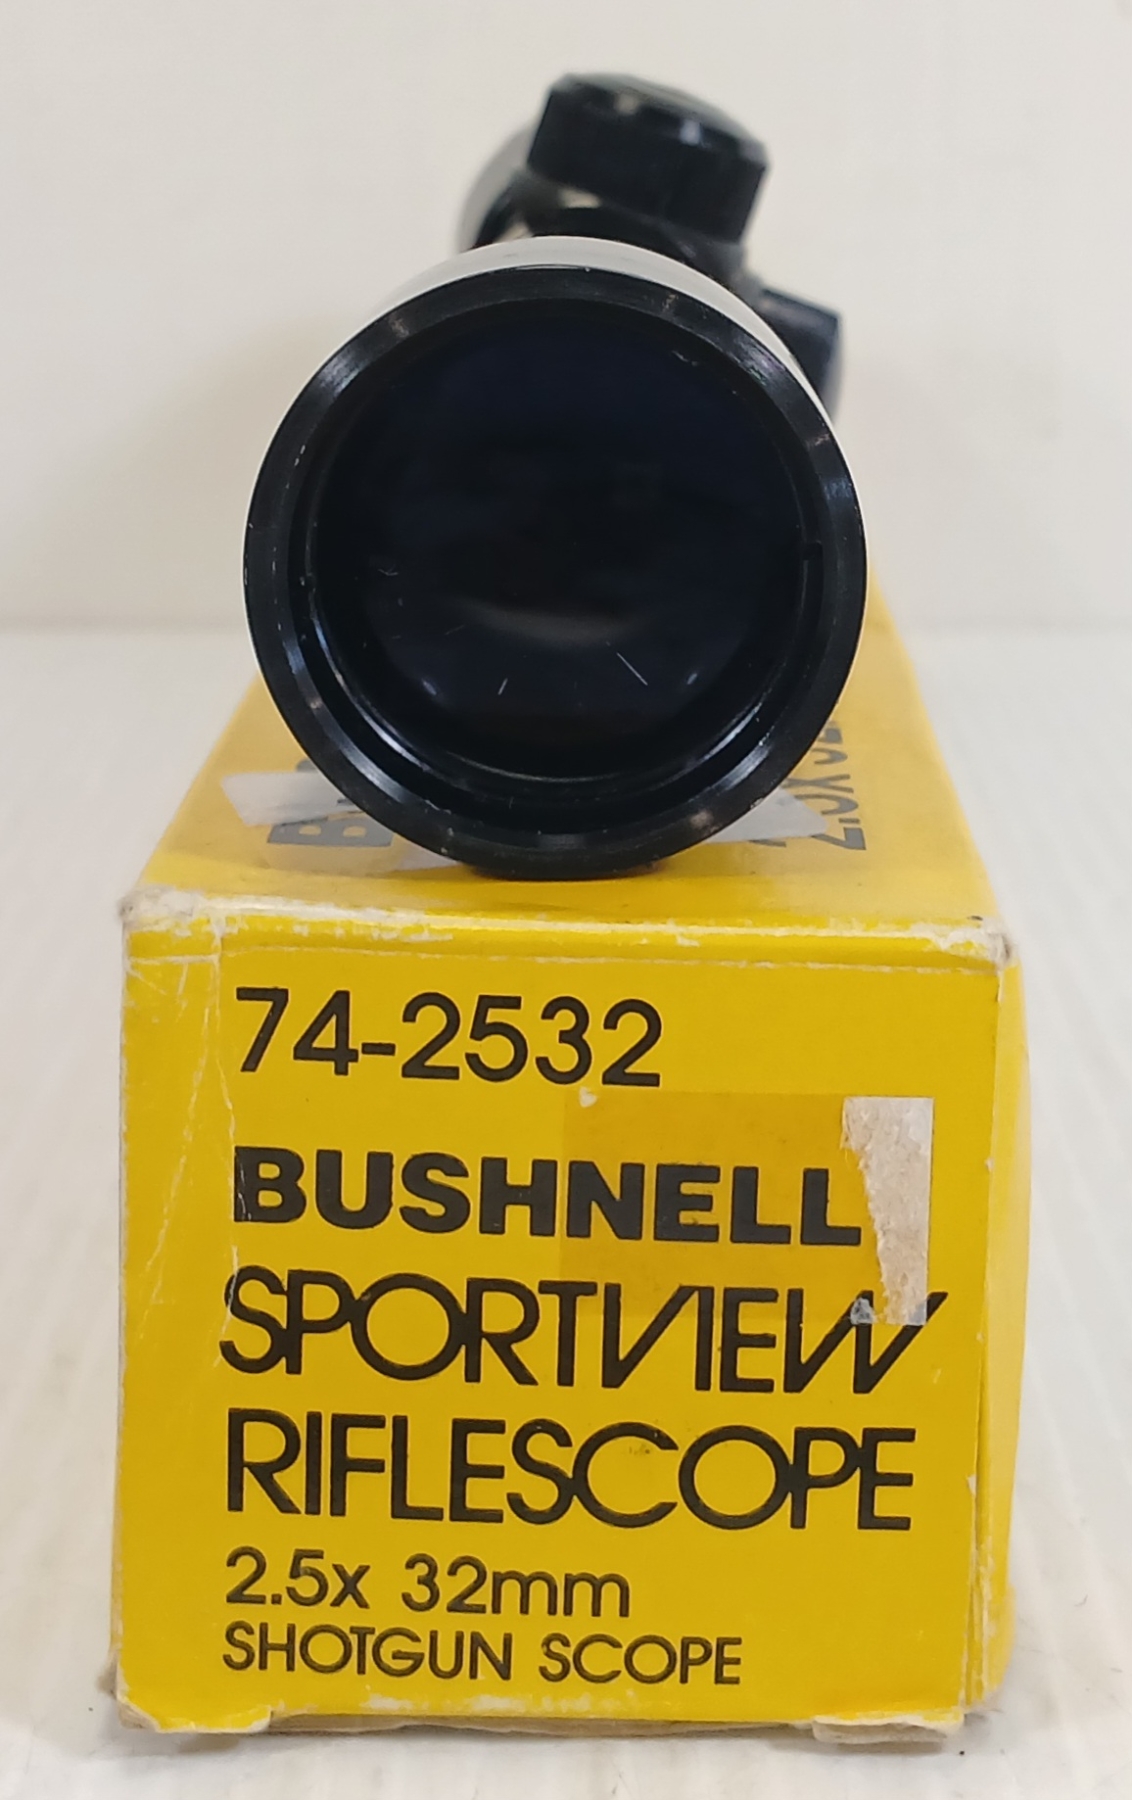 74-2532
BUSHNELL
SPORTVIEW
RIFLESCOPE
2.5x 32mm
SHOTGUN SCOPE